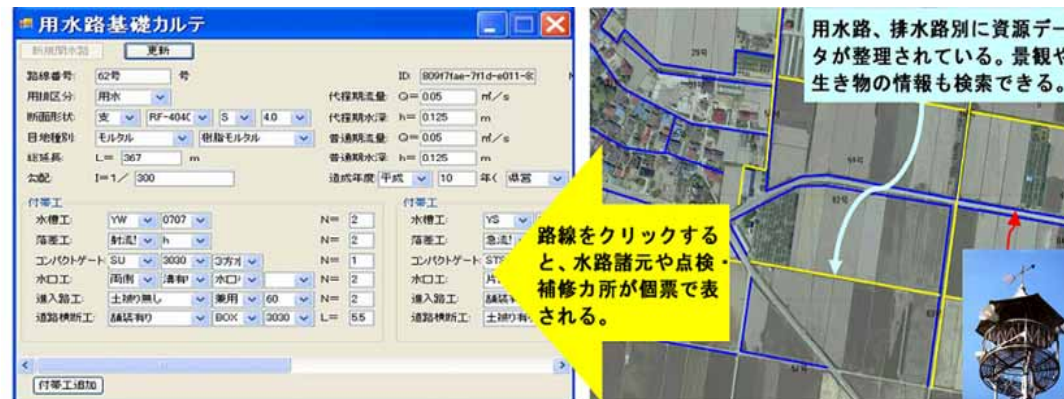 用水路基礎カルテ
新規開水路 更新
路線番号: 62号 号 ID: 809f7fae-7f1d-e011-8
用排区分: 用水 代掻期流量: Q= 0.05 ㎥/s
断面形状: 支 RF-404C S 4.0 代掻期水深: h= 0.125 m
目地種別: モルタル 樹脂モルタル 普通期流量: Q= 0.05 ㎥/s
総延長: L= 367 m 普通期水深: h= 0.125 m
勾配: I=1/ 300 造成年度: 平成 10 年( 県営
付帯工 付帯工
水槽工: YW 0707 N= 2 水槽工: YS
落差工: 射流! h N= 2 落差工: 急流!
コンパクトゲート: SU 3030 3方オ N= 1 コンパクトゲート: STS
水口工: 両側 溝有 水口 N= 2 水口工: 片
進入路工: 土被り無し 兼用 60 N= 2 進入路工: 舗装
道路横断工: 舗装有り BOX 3030 L= 5.5 道路横断工: 土被り有
付帯工追加
路線をクリックする
と、水路諸元や点検・
補修カ所が個票で表
される。
用水路、排水路別に資源デー
タが整理されている。景観や
生き物の情報も検索できる。
62号